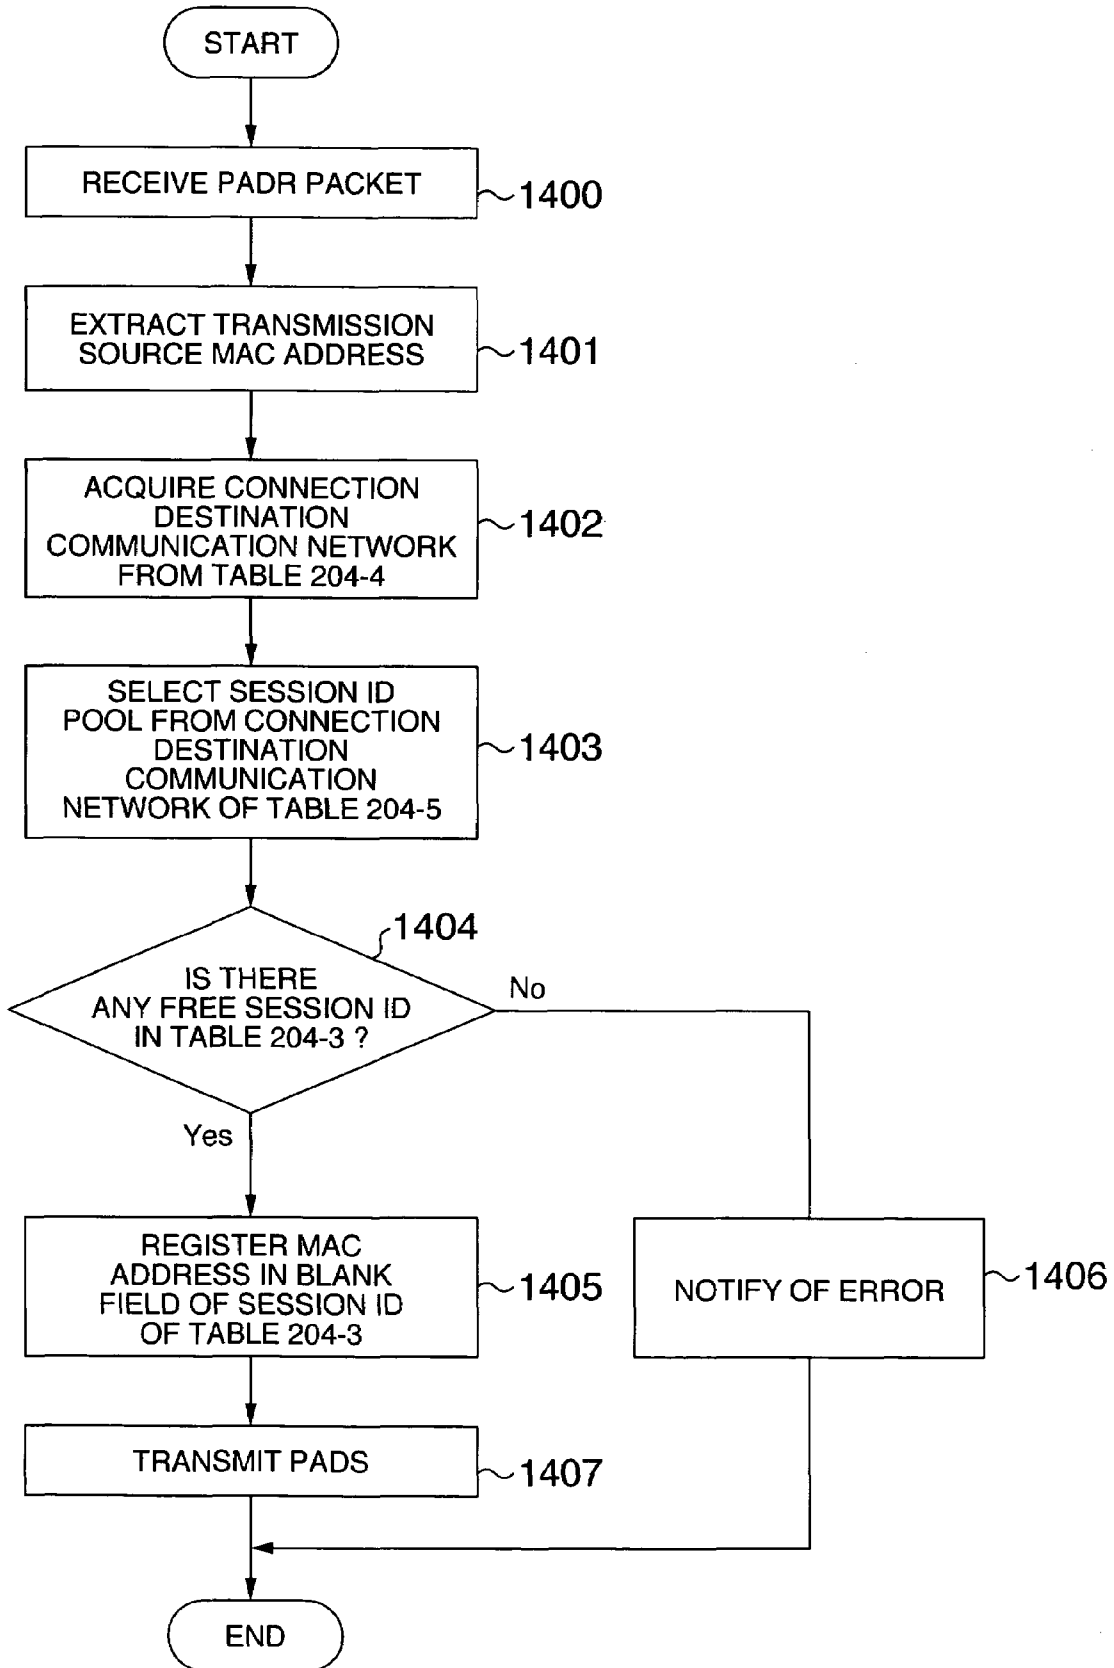 START
RECEIVE PADR PACKET
1400
EXTRACT TRANSMISSION
SOURCE MAC ADDRESS
1401
ACQUIRE CONNECTION
DESTINATION
COMMUNICATION NETWORK
FROM TABLE 204-4
1402
SELECT SESSION ID
POOL FROM CONNECTION
DESTINATION
COMMUNICATION
NETWORK OF TABLE 204-5
1403
1404
IS THERE
ANY FREE SESSION ID
IN TABLE 204-3 ?
No
Yes
REGISTER MAC
ADDRESS IN BLANK
FIELD OF SESSION ID
OF TABLE 204-3
1405
NOTIFY OF ERROR
1406
TRANSMIT PADS
1407
END